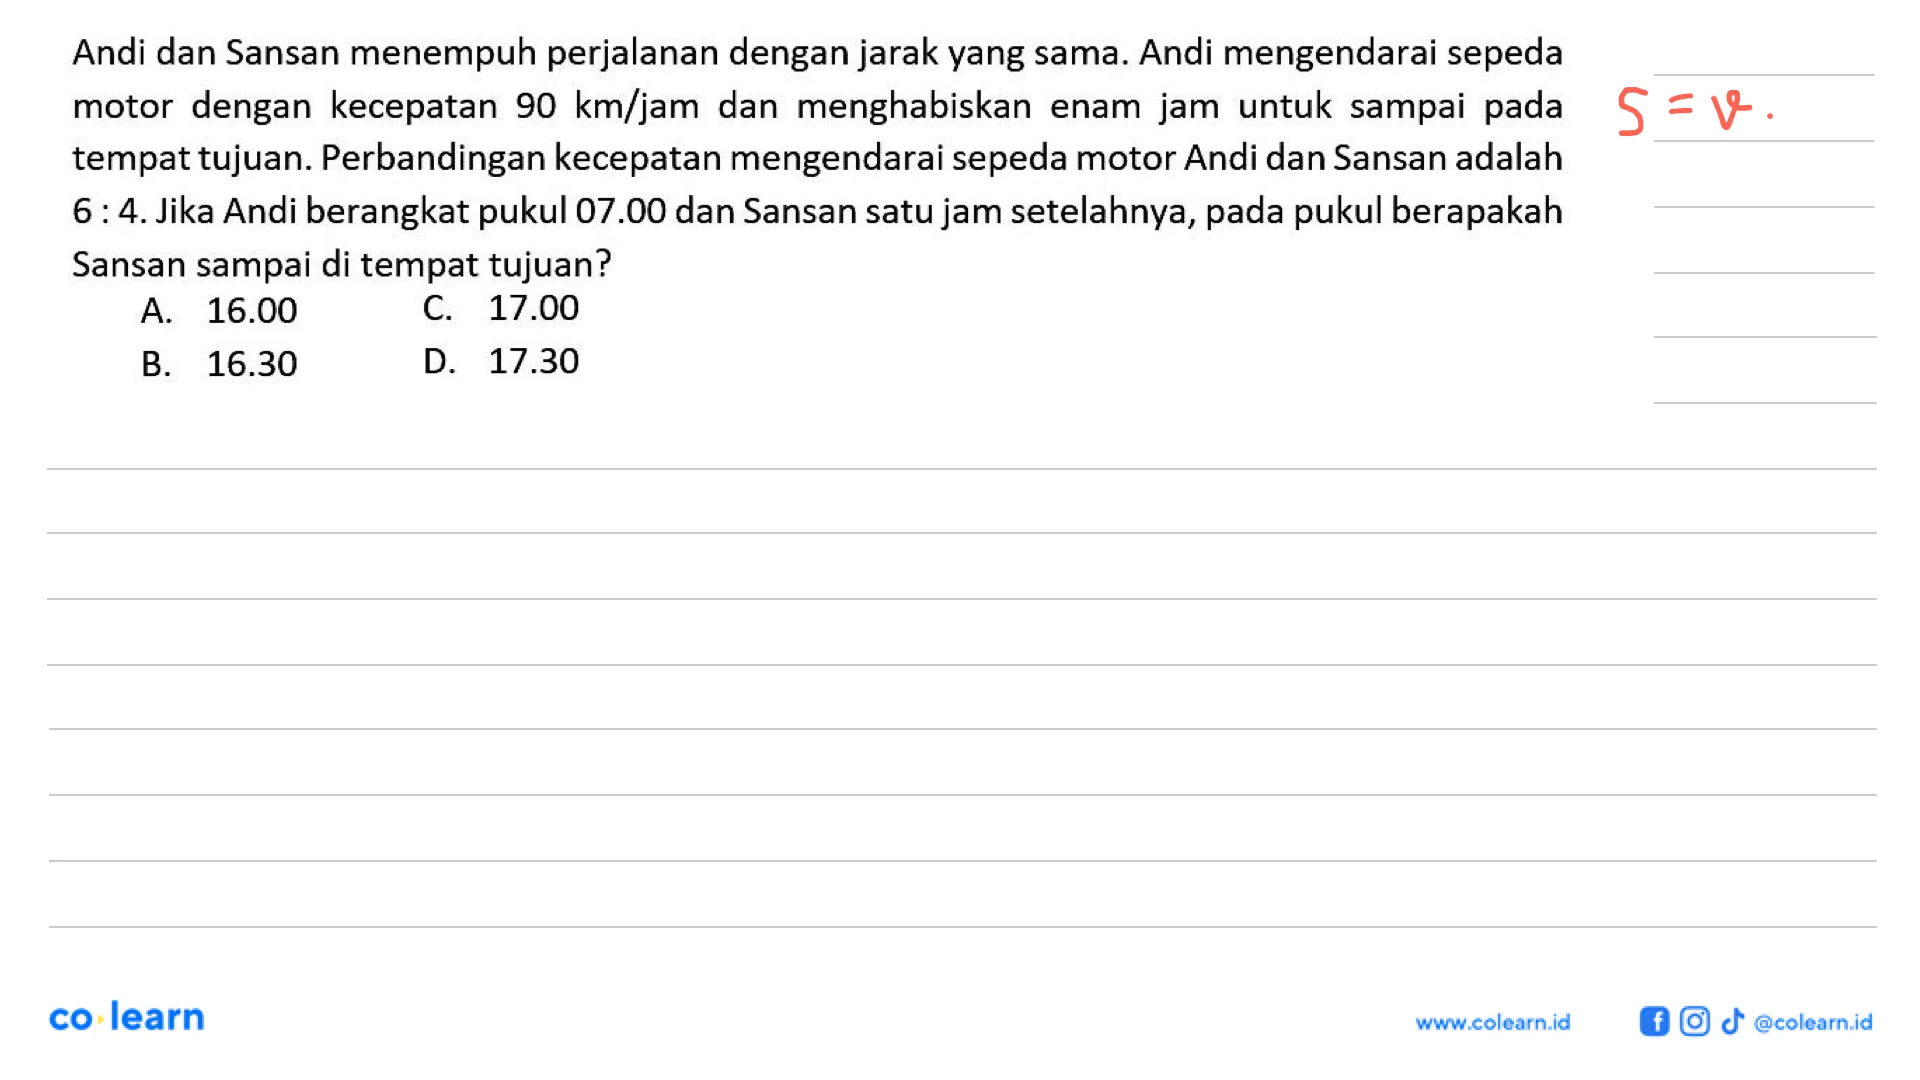 Andi dan Sansan menempuh perjalanan dengan jarak yang sama. Andi mengendarai sepeda
motor dengan kecepatan 90 km/jam dan menghabiskan enam jam untuk sampai pada
tempat tujuan. Perbandingan kecepatan mengendarai sepeda motor Andi dan Sansan adalah
6 : 4. Jika Andi berangkat pukul 07.00 dan Sansan satu jam setelahnya, pada pukul berapakah
Sansan sampai di tempat tujuan?
S = v .
A. 16.00 C. 17.00
B. 16.30 D. 17.30
co learn
www.colearn.id @colearn.id